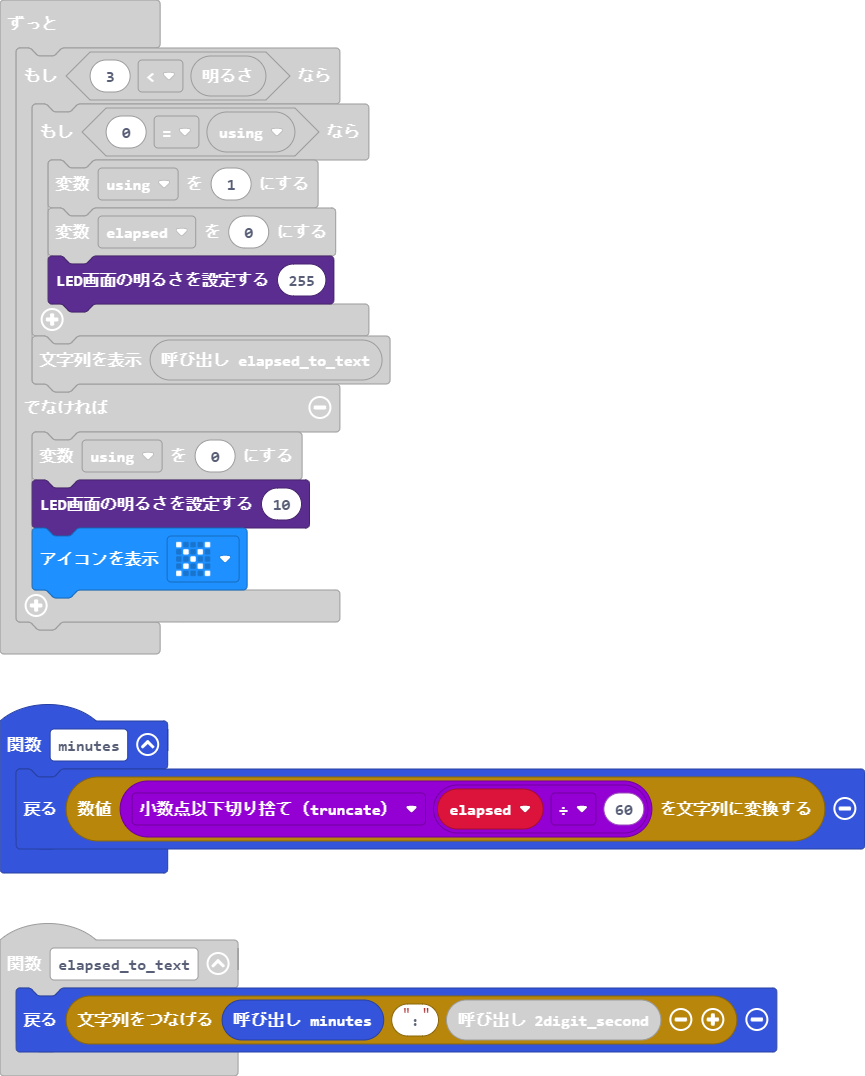 ずっと
もし 3 < 明るさ なら
もし 0 = using なら
変数 using を 1 にする
変数 elapsed を 0 にする
LED画面の明るさを設定する 255
文字列を表示 呼び出し elapsed_to_text
でなければ
変数 using を 0 にする
LED画面の明るさを設定する 10
アイコンを表示
関数 minutes
戻る 数値 小数点以下切り捨て（truncate） elapsed ÷ 60 を文字列に変換する
関数 elapsed_to_text
戻る 文字列をつなげる 呼び出し minutes ":" 呼び出し 2digit_second